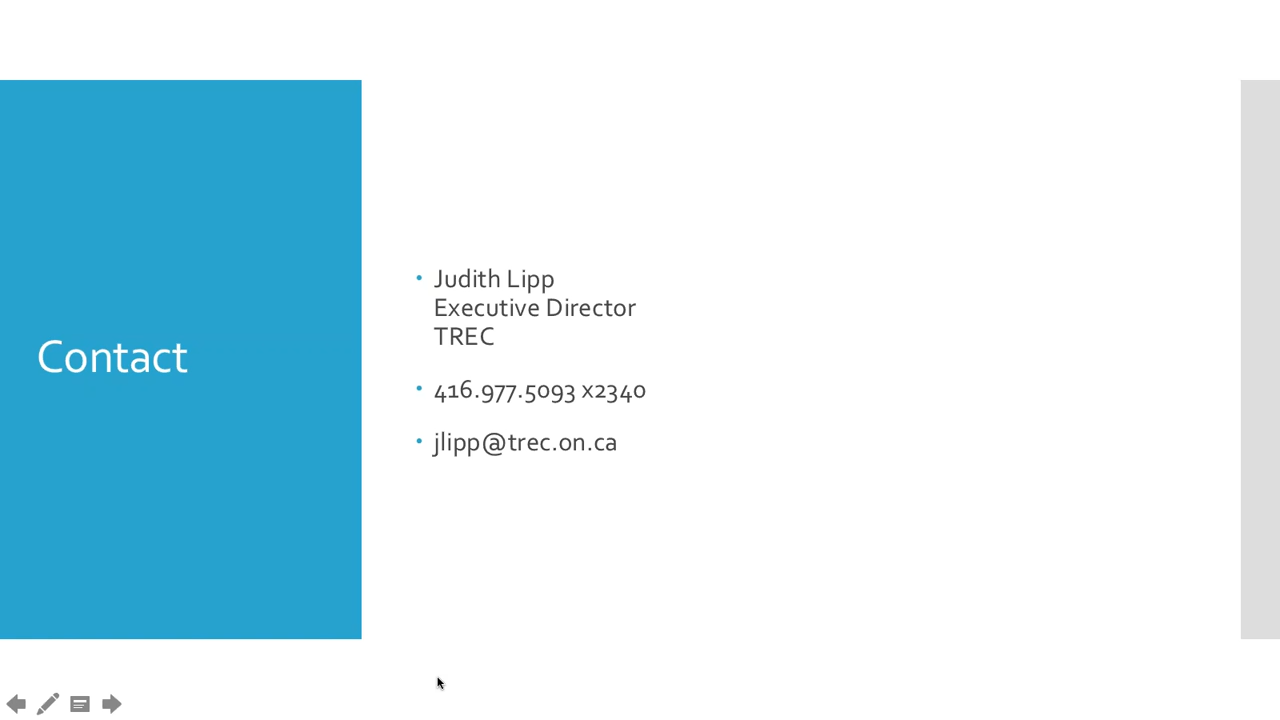 Contact
Judith Lipp
Executive Director
TREC
416.977.5093 x2340
jlipp@trec.on.ca